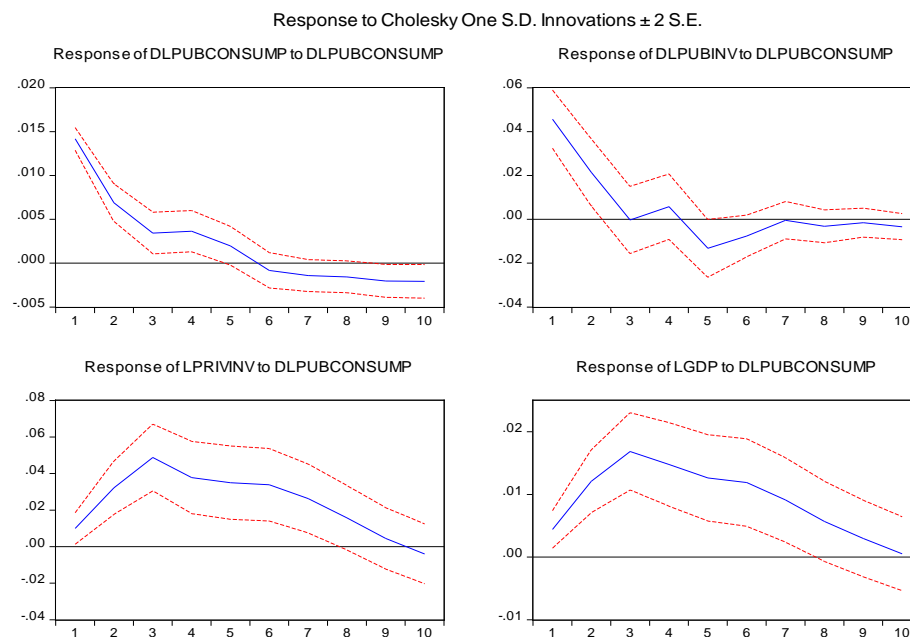 Response to Cholesky One S.D. Innovations ± 2 S.E.
Response of DLPUBCONSUMP to DLPUBCONSUMP
.020
.015
.010
.005
.000
-.005
1 2 3 4 5 6 7 8 9 10
Response of DLPUBINV to DLPUBCONSUMP
.06
.04
.02
.00
-.02
-.04
1 2 3 4 5 6 7 8 9 10
Response of LPRIVINV to DLPUBCONSUMP
.08
.06
.04
.02
.00
-.02
-.04
1 2 3 4 5 6 7 8 9 10
Response of LGDP to DLPUBCONSUMP
.02
.01
.00
-.01
1 2 3 4 5 6 7 8 9 10